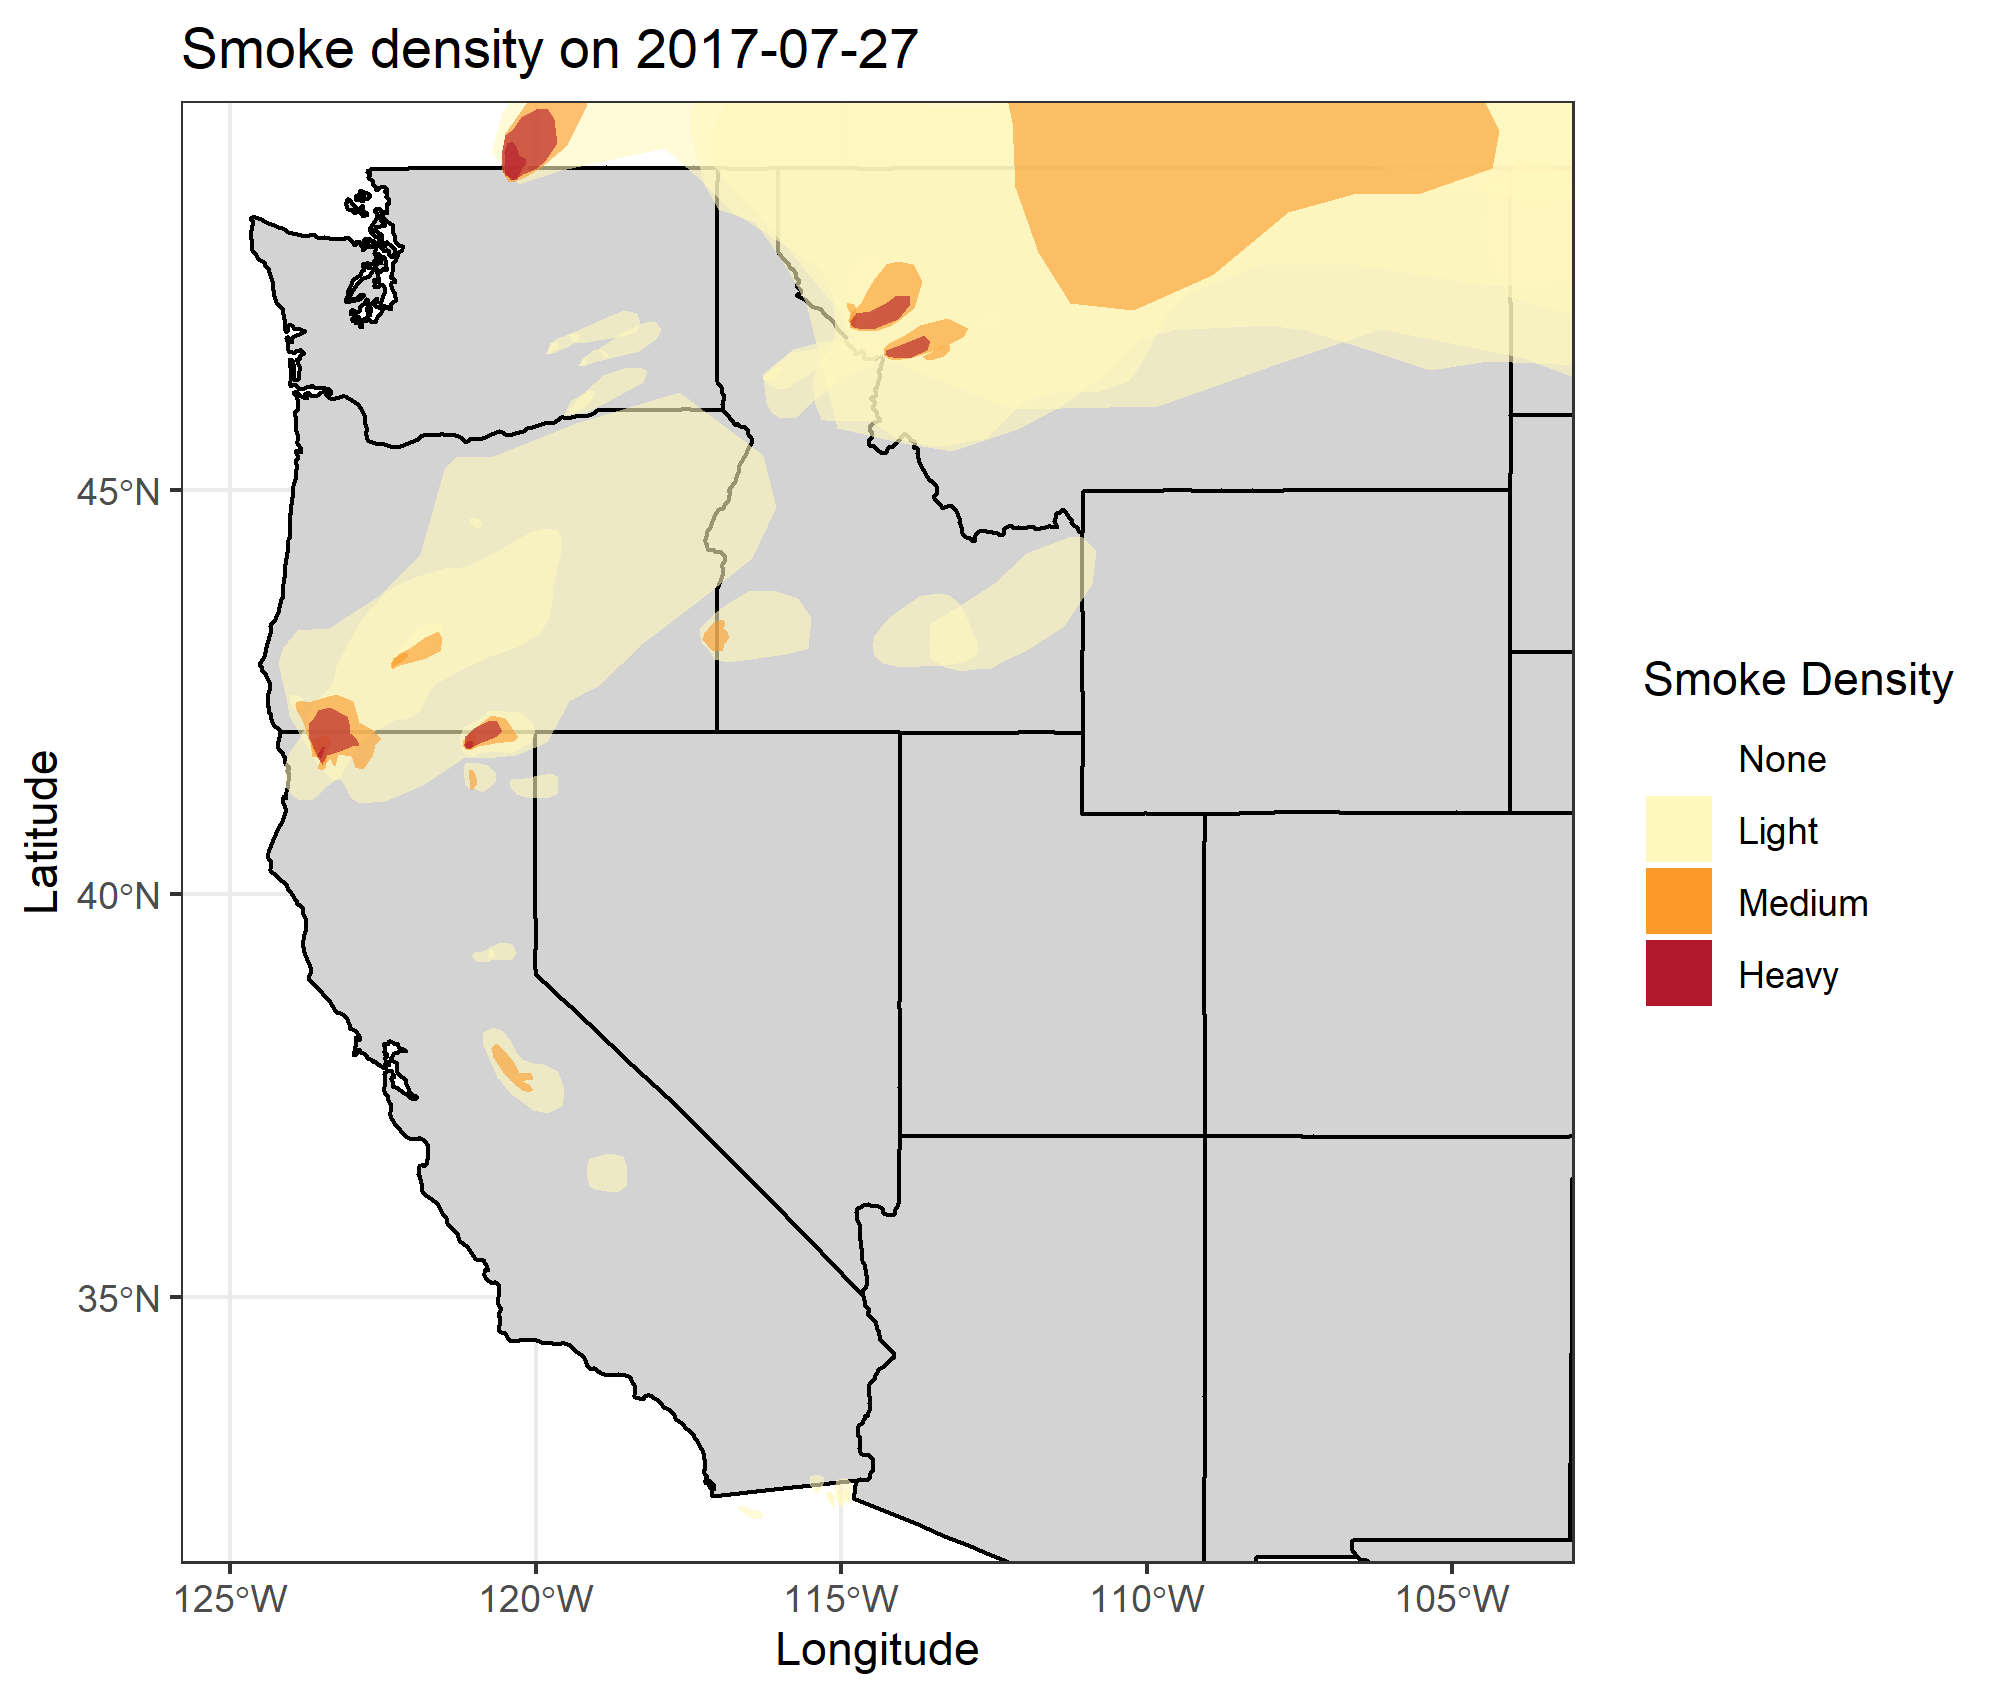 Smoke density on 2017-07-27
45°N
40°N
35°N
125°W
120°W
115°W
110°W
105°W
Longitude
Latitude
Smoke Density
None
Light
Medium
Heavy